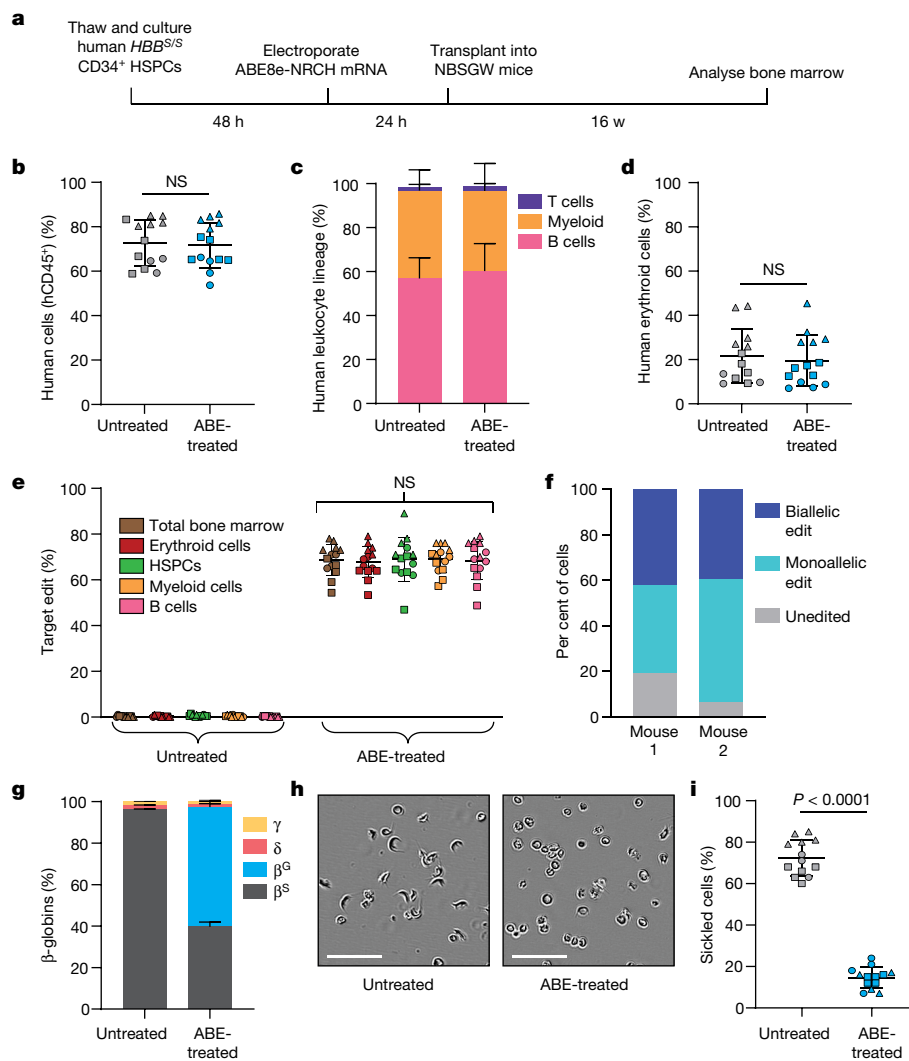 a
Thaw and culture
human HBB^S/S
CD34⁺ HSPCs
Electroporate
ABE8e-NRCH mRNA
Transplant into
NBSGW mice
Analyse bone marrow
48 h
24 h
16 w
b
Human cells (hCD45⁺) (%)
100
80
60
40
20
0
NS
Untreated
ABE-
treated
c
Human leukocyte lineage (%)
100
80
60
40
20
0
T cells
Myeloid
B cells
Untreated
ABE-
treated
d
Human erythroid cells (%)
100
80
60
40
20
0
NS
Untreated
ABE-
treated
e
Target edit (%)
100
80
60
40
20
0
Total bone marrow
Erythroid cells
HSPCs
Myeloid cells
B cells
NS
Untreated
ABE-treated
f
Per cent of cells
100
80
60
40
20
0
Biallelic
edit
Monoallelic
edit
Unedited
Mouse
1
Mouse
2
g
β-globins (%)
100
80
60
40
20
0
γ
δ
β^G
β^S
Untreated
ABE-
treated
h
Untreated
ABE-treated
i
Sickled cells (%)
100
80
60
40
20
0
P < 0.0001
Untreated
ABE-
treated